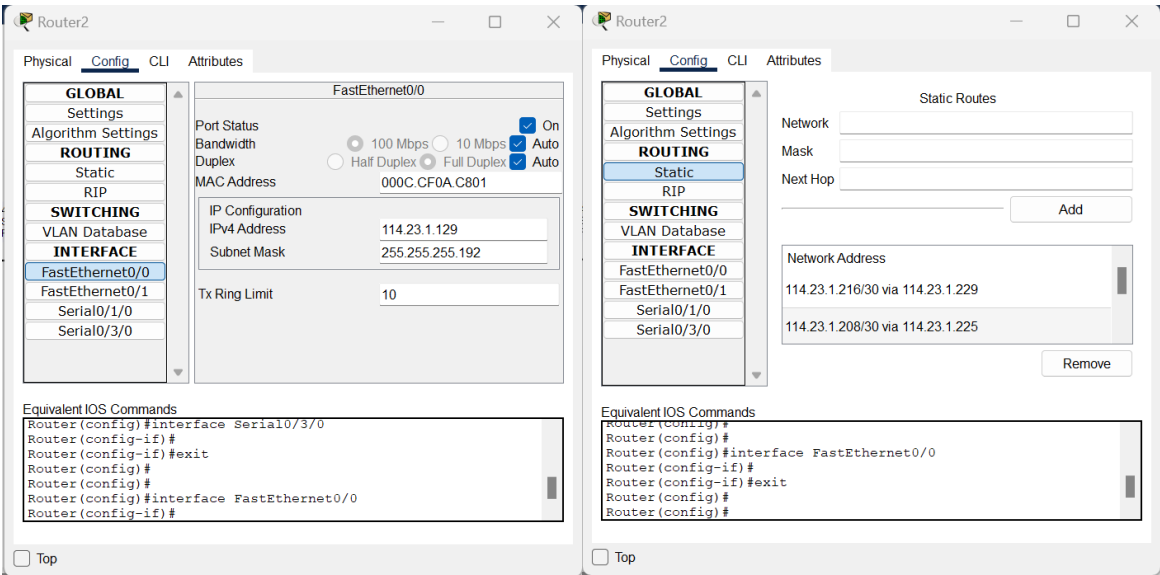 Router2
Physical Config CLI Attributes
GLOBAL
Settings
Algorithm Settings
ROUTING
Static
RIP
SWITCHING
VLAN Database
INTERFACE
FastEthernet0/0
FastEthernet0/1
Serial0/1/0
Serial0/3/0
FastEthernet0/0
Port Status On
Bandwidth 100 Mbps 10 Mbps Auto
Duplex Half Duplex Full Duplex Auto
MAC Address 000C.CF0A.C801
IP Configuration
IPv4 Address 114.23.1.129
Subnet Mask 255.255.255.192
Tx Ring Limit 10
Equivalent IOS Commands
Router(config)#interface Serial0/3/0
Router(config-if)#
Router(config-if)#exit
Router(config)#
Router(config)#
Router(config)#interface FastEthernet0/0
Router(config-if)#
Top
Router2
Physical Config CLI Attributes
GLOBAL
Settings
Algorithm Settings
ROUTING
Static
RIP
SWITCHING
VLAN Database
INTERFACE
FastEthernet0/0
FastEthernet0/1
Serial0/1/0
Serial0/3/0
Static Routes
Network
Mask
Next Hop
Add
Network Address
114.23.1.216/30 via 114.23.1.229
114.23.1.208/30 via 114.23.1.225
Remove
Equivalent IOS Commands
Router(config)#
Router(config)#
Router(config)#interface FastEthernet0/0
Router(config-if)#
Router(config-if)#exit
Router(config)#
Router(config)#
Top